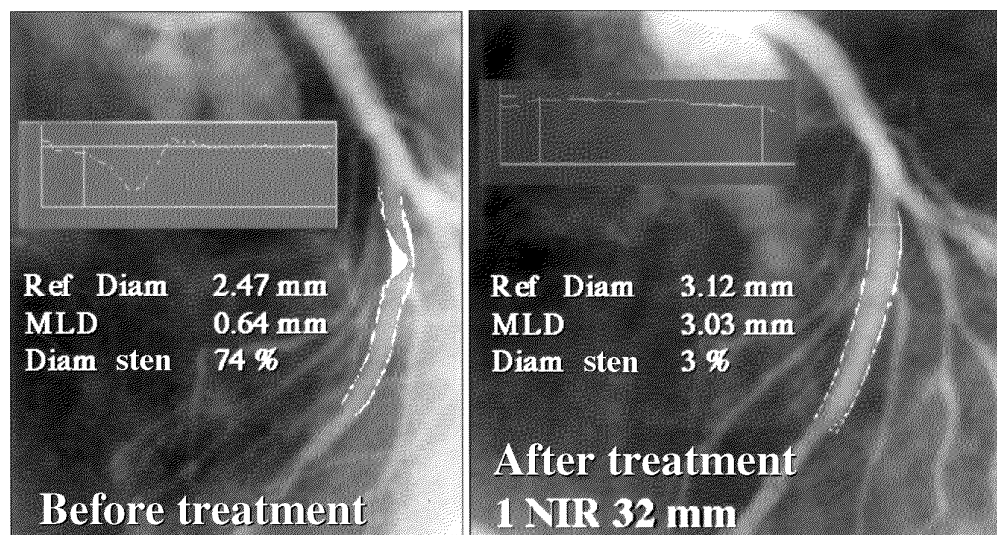 Ref Diam 2.47 mm
MLD 0.64 mm
Diam sten 74 %
Before treatment
Ref Diam 3.12 mm
MLD 3.03 mm
Diam sten 3 %
After treatment
1 NIR 32 mm